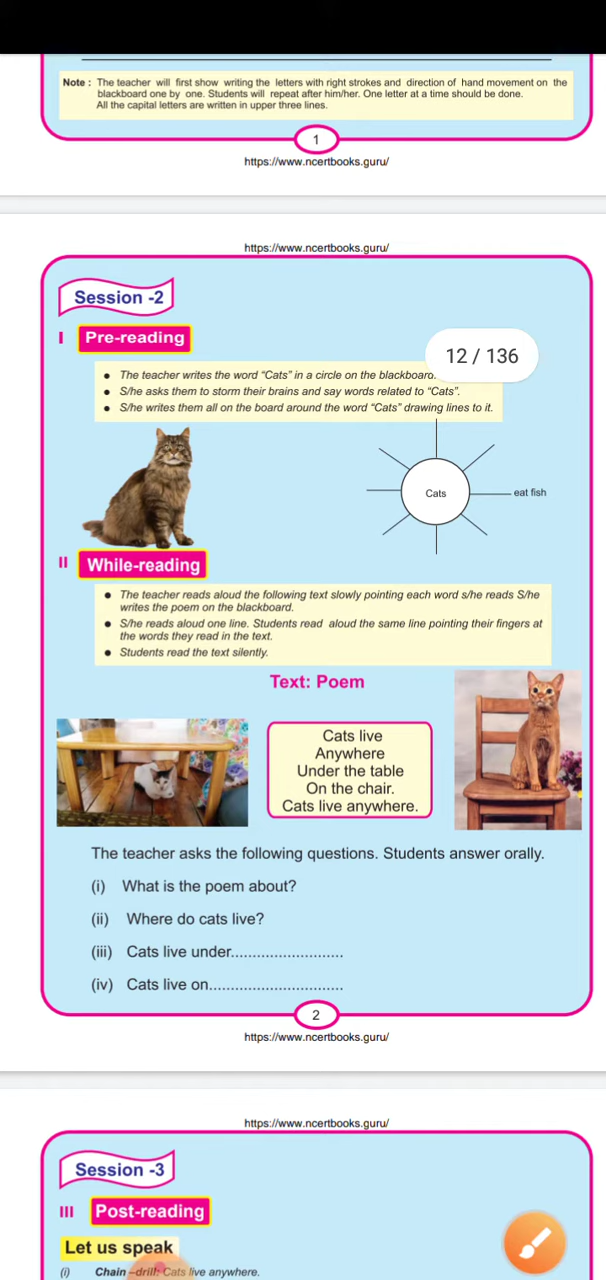 Note : The teacher will first show writing the letters with right strokes and direction of hand movement on the
blackboard one by one. Students will repeat after him/her. One letter at a time should be done.
All the capital letters are written in upper three lines.
1
https://www.ncertbooks.guru/
https://www.ncertbooks.guru/
Session -2
I Pre-reading
12 / 136
• The teacher writes the word “Cats” in a circle on the blackboard.
• S/he asks them to storm their brains and say words related to “Cats”.
• S/he writes them all on the board around the word “Cats” drawing lines to it.
Cats
eat fish
II While-reading
• The teacher reads aloud the following text slowly pointing each word s/he reads S/he
writes the poem on the blackboard.
• S/he reads aloud one line. Students read aloud the same line pointing their fingers at
the words they read in the text.
• Students read the text silently.
Text: Poem
Cats live
Anywhere
Under the table
On the chair.
Cats live anywhere.
The teacher asks the following questions. Students answer orally.
(i) What is the poem about?
(ii) Where do cats live?
(iii) Cats live under..........................
(iv) Cats live on...............................
2
https://www.ncertbooks.guru/
https://www.ncertbooks.guru/
Session -3
III Post-reading
Let us speak
(i) Chain –drill: Cats live anywhere.